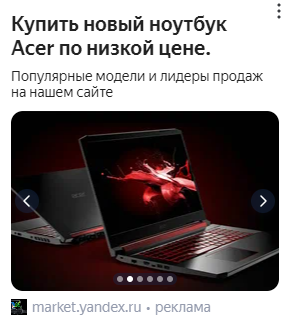 Купить новый ноутбук
Acer по низкой цене.
Популярные модели и лидеры продаж
на нашем сайте
market.yandex.ru • реклама